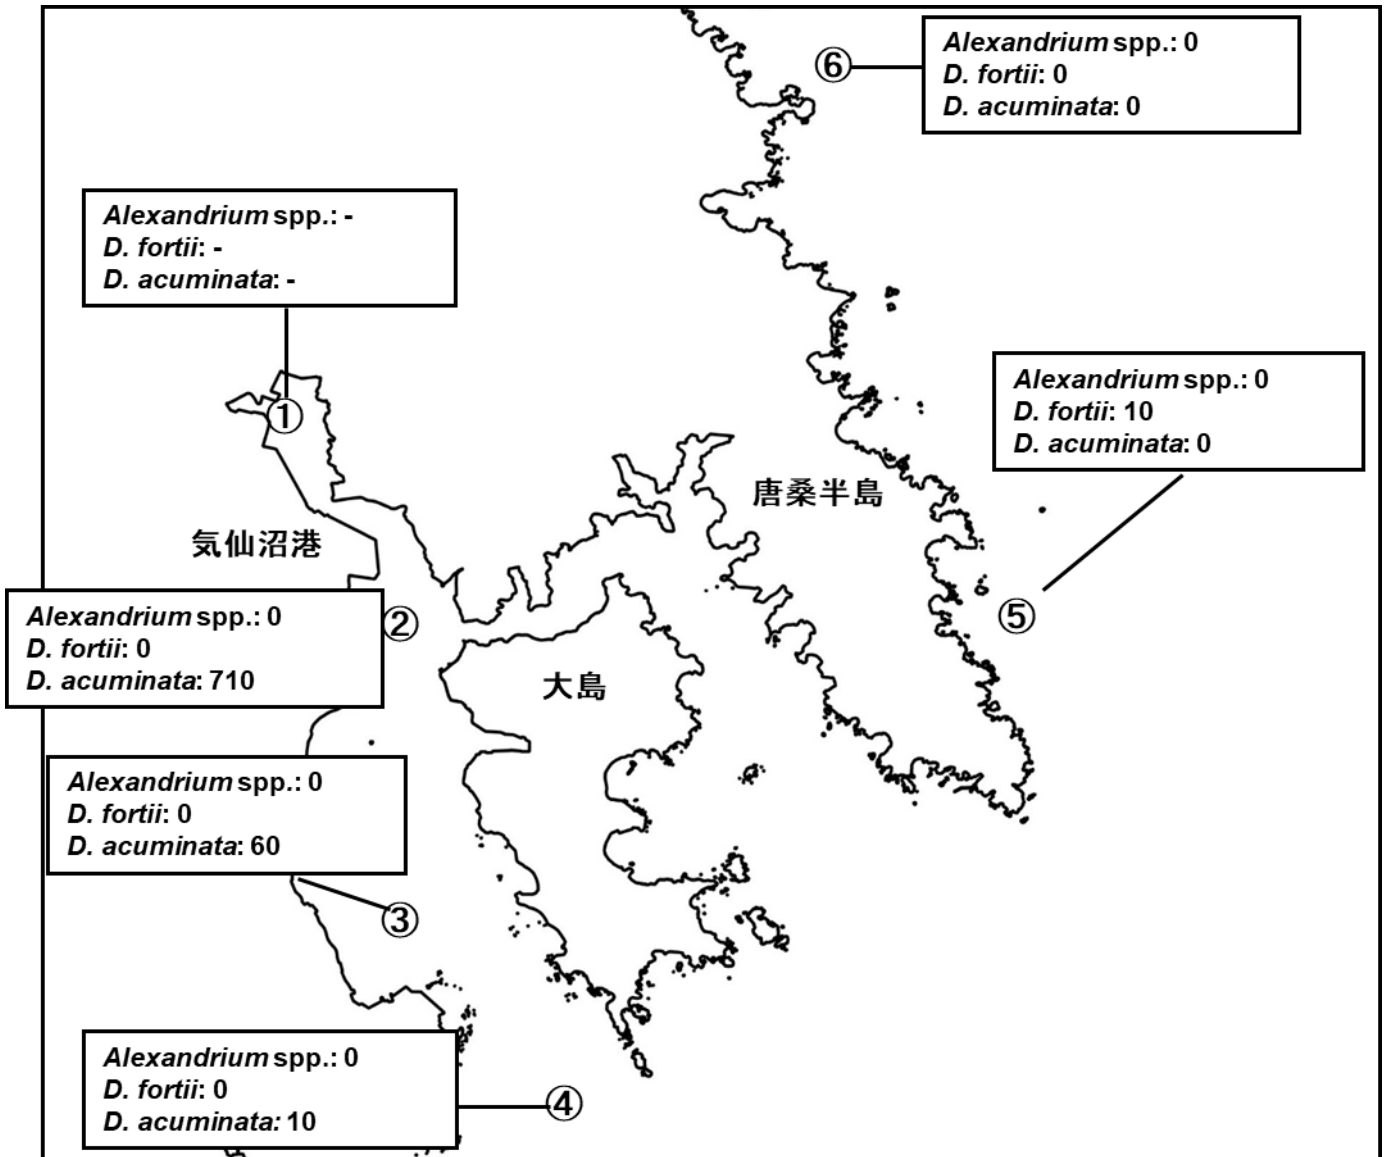 ⑥
Alexandrium spp.: 0
D. fortii: 0
D. acuminata: 0
Alexandrium spp.: -
D. fortii: -
D. acuminata: -
①
Alexandrium spp.: 0
D. fortii: 10
D. acuminata: 0
唐桑半島
気仙沼港
⑤
Alexandrium spp.: 0
D. fortii: 0
D. acuminata: 710
②
大島
Alexandrium spp.: 0
D. fortii: 0
D. acuminata: 60
③
Alexandrium spp.: 0
D. fortii: 0
D. acuminata: 10
④